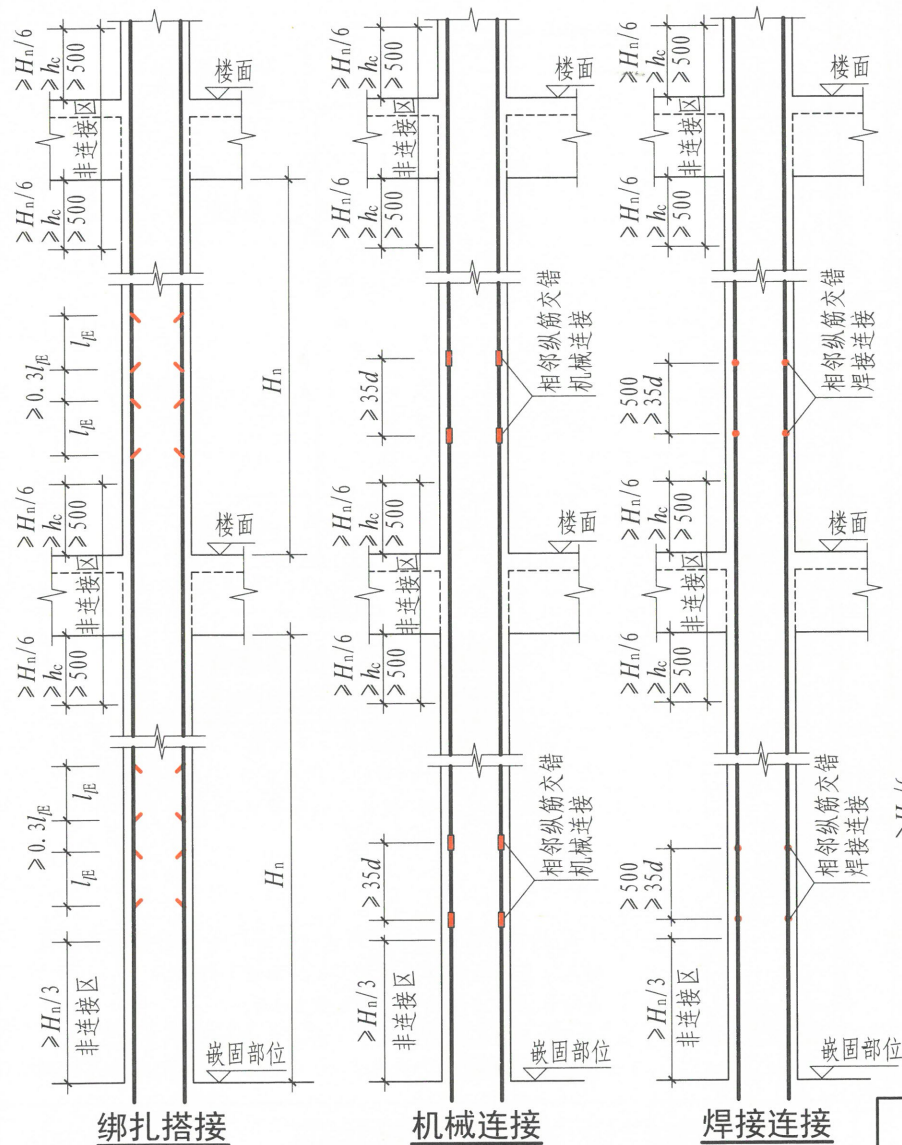 ≥Hn/6
≥hc
≥500
楼面
非连接区
≥Hn/6
≥hc
≥500
llE
≥0.3llE
llE
Hn
≥Hn/6
≥hc
≥500
楼面
非连接区
≥Hn/6
≥hc
≥500
llE
≥0.3llE
llE
Hn
≥Hn/3
非连接区
嵌固部位
绑扎搭接
≥Hn/6
≥hc
≥500
楼面
非连接区
≥Hn/6
≥hc
≥500
≥35d
相邻纵筋交错
机械连接
≥Hn/6
≥hc
≥500
楼面
非连接区
≥Hn/6
≥hc
≥500
≥35d
相邻纵筋交错
机械连接
≥Hn/3
非连接区
嵌固部位
机械连接
≥Hn/6
≥hc
≥500
楼面
非连接区
≥Hn/6
≥hc
≥500
≥500
≥35d
相邻纵筋交错
焊接连接
≥Hn/6
≥hc
≥500
楼面
非连接区
≥Hn/6
≥hc
≥500
≥500
≥35d
相邻纵筋交错
焊接连接
≥Hn/3
非连接区
嵌固部位
焊接连接